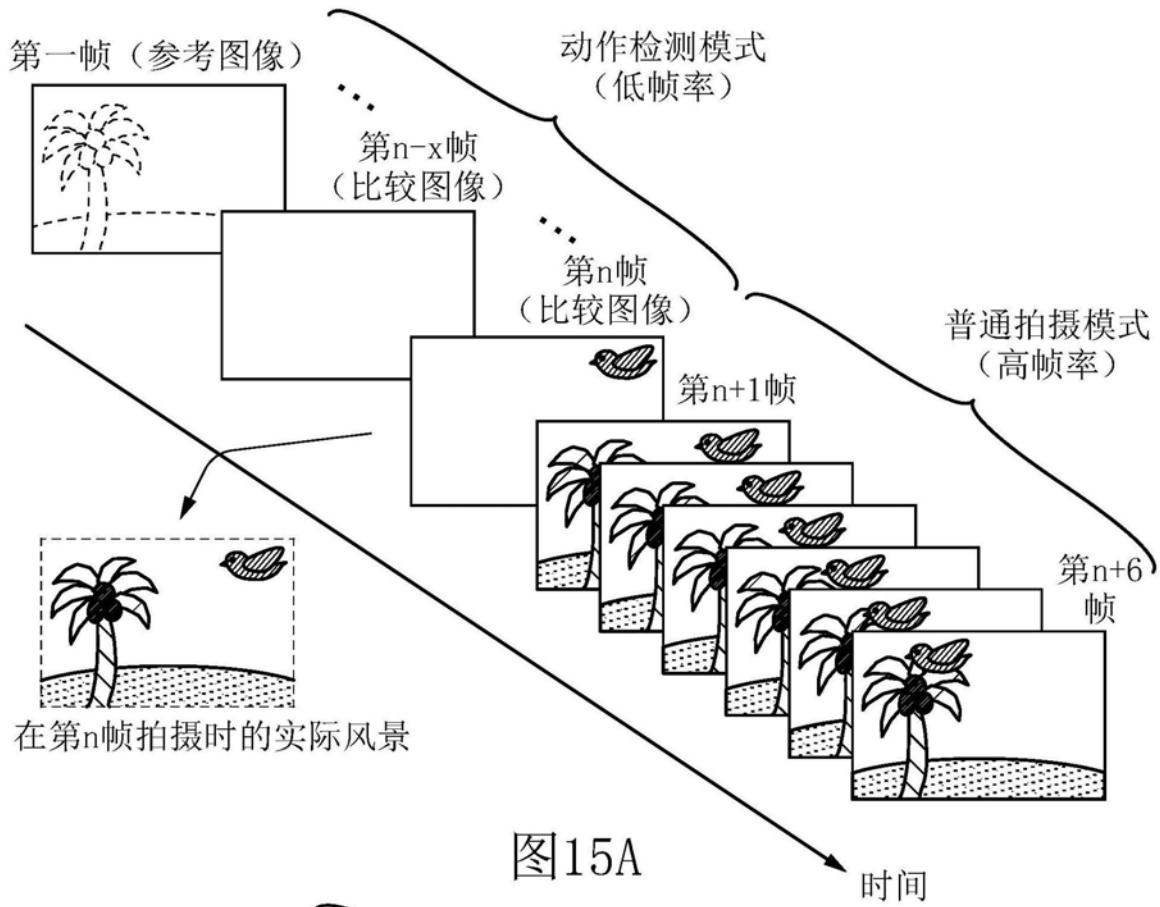 第一帧（参考图像）
动作检测模式
（低帧率）
第n-x帧
（比较图像）
第n帧
（比较图像）
普通拍摄模式
（高帧率）
第n+1帧
第n+6
帧
在第n帧拍摄时的实际风景
图15A
时间